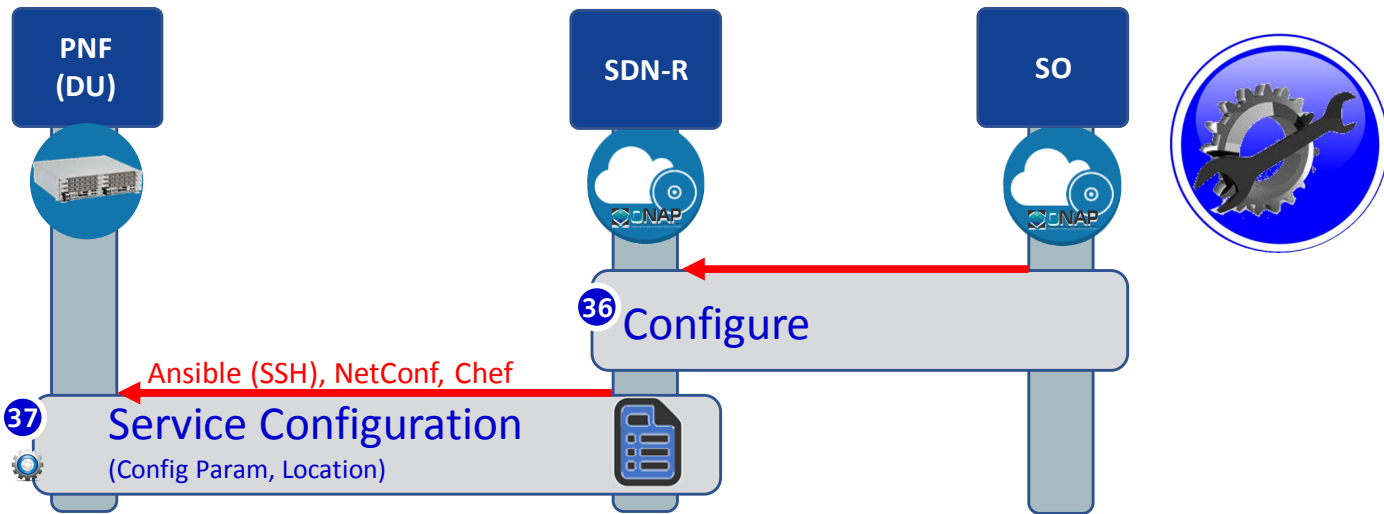 PNF
(DU)
SDN-R
SO
ONAP
ONAP
36
Configure
Ansible (SSH), NetConf, Chef
37
Service Configuration
(Config Param, Location)